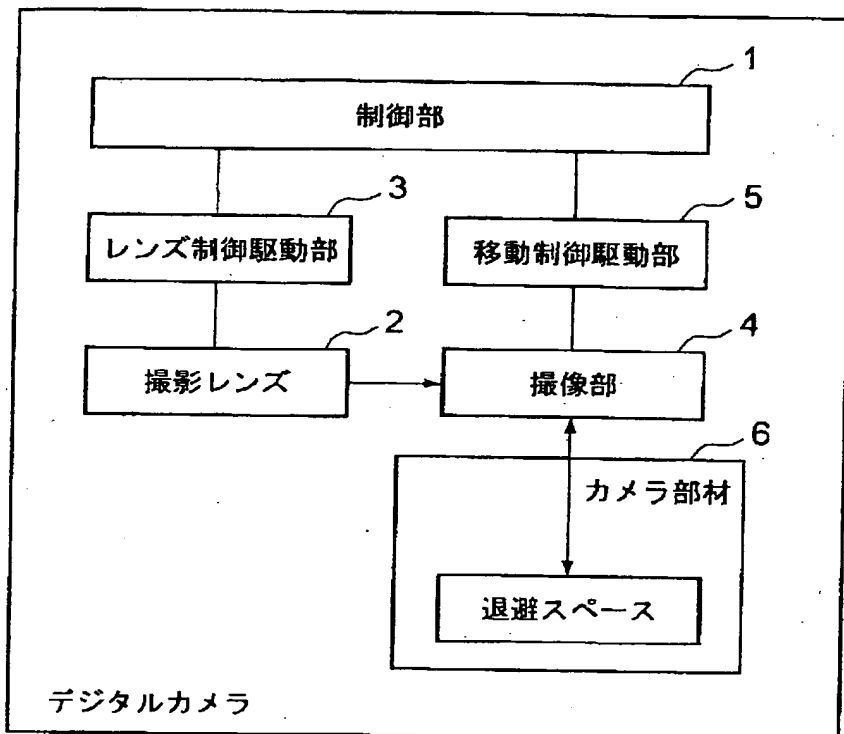 1
制御部
3
5
レンズ制御駆動部
移動制御駆動部
2
4
撮影レンズ
撮像部
6
カメラ部材
退避スペース
デジタルカメラ